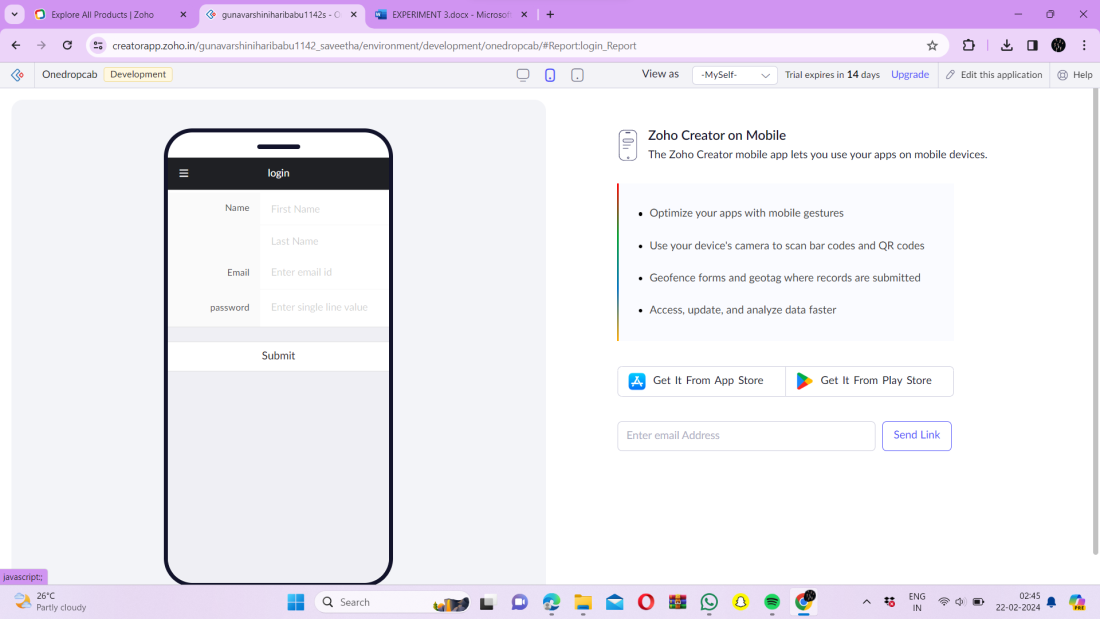 Explore All Products | Zoho
gunavarshiniharibabu1142s - O
EXPERIMENT 3.docx - Microsoft
creatorapp.zoho.in/gunavarshiniharibabu1142_saveetha/environment/development/onedropcab/#Report:login_Report
Onedropcab
Development
View as
-MySelf-
Trial expires in 14 days
Upgrade
Edit this application
Help
login
Name
First Name
Last Name
Email
Enter email id
password
Enter single line value
Submit
Zoho Creator on Mobile
The Zoho Creator mobile app lets you use your apps on mobile devices.
• Optimize your apps with mobile gestures
• Use your device's camera to scan bar codes and QR codes
• Geofence forms and geotag where records are submitted
• Access, update, and analyze data faster
Get It From App Store
Get It From Play Store
Enter email Address
Send Link
javascript:;
26°C
Partly cloudy
Search
ENG
IN
02:45
22-02-2024
PRE